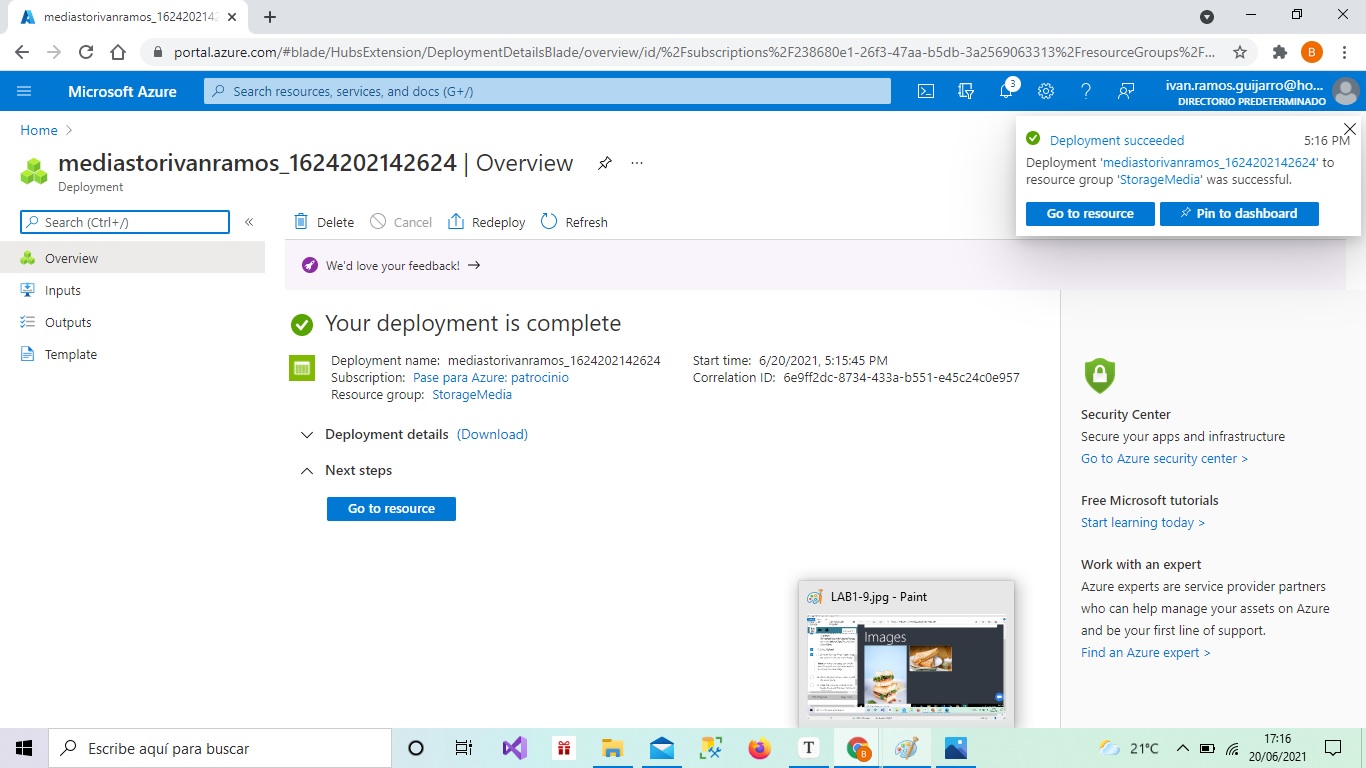 mediastorivanramos_162420214
portal.azure.com/#blade/HubsExtension/DeploymentDetailsBlade/overview/id/%2Fsubscriptions%2F238680e1-26f3-47aa-b5db-3a2569063313%2FresourceGroups%2F...
B
Microsoft Azure
Search resources, services, and docs (G+/)
3
ivan.ramos.guijarro@ho...
DIRECTORIO PREDETERMINADO
Home
Deployment succeeded
5:16 PM
Deployment 'mediastorivanramos_1624202142624' to
resource group 'StorageMedia' was successful.
Go to resource
Pin to dashboard
mediastorivanramos_1624202142624 | Overview
Deployment
Search (Ctrl+/)
Delete
Cancel
Redeploy
Refresh
Overview
Inputs
Outputs
Template
We'd love your feedback!
Your deployment is complete
Deployment name: mediastorivanramos_1624202142624
Subscription: Pase para Azure: patrocinio
Resource group: StorageMedia
Start time: 6/20/2021, 5:15:45 PM
Correlation ID: 6e9ff2dc-8734-433a-b551-e45c24c0e957
Deployment details (Download)
Next steps
Go to resource
Security Center
Secure your apps and infrastructure
Go to Azure security center >
Free Microsoft tutorials
Start learning today >
Work with an expert
Azure experts are service provider partners
who can help manage your assets on Azure
and be your first line of support.
Find an Azure expert >
LAB1-9.jpg - Paint
Images
Escribe aquí para buscar
T
B
21°C
17:16
20/06/2021